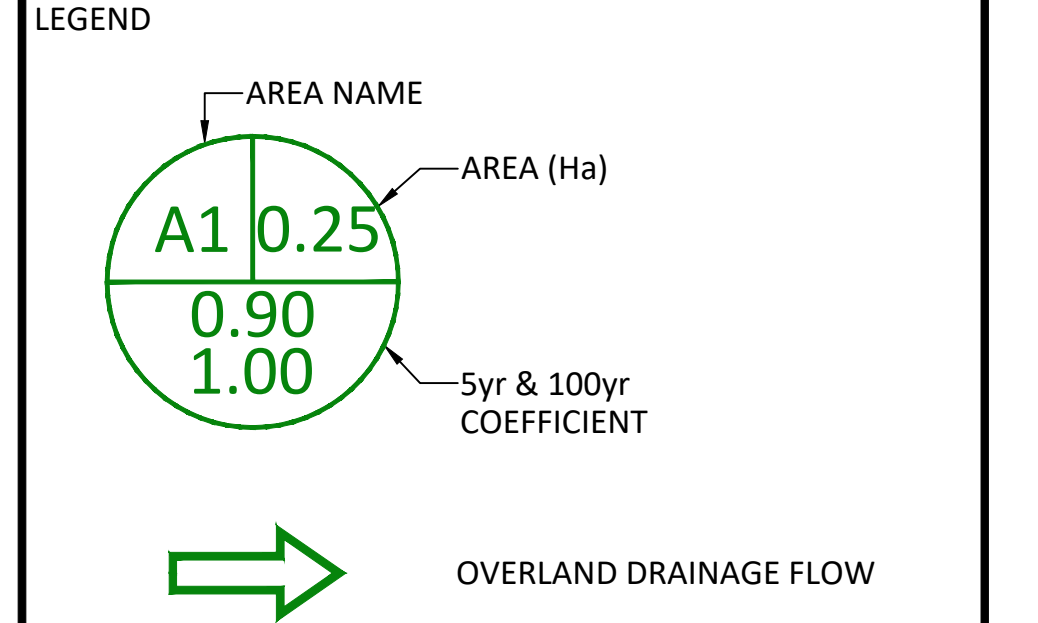 LEGEND
AREA NAME
AREA (Ha)
A1 0.25
0.90
1.00
5yr & 100yr
COEFFICIENT
OVERLAND DRAINAGE FLOW